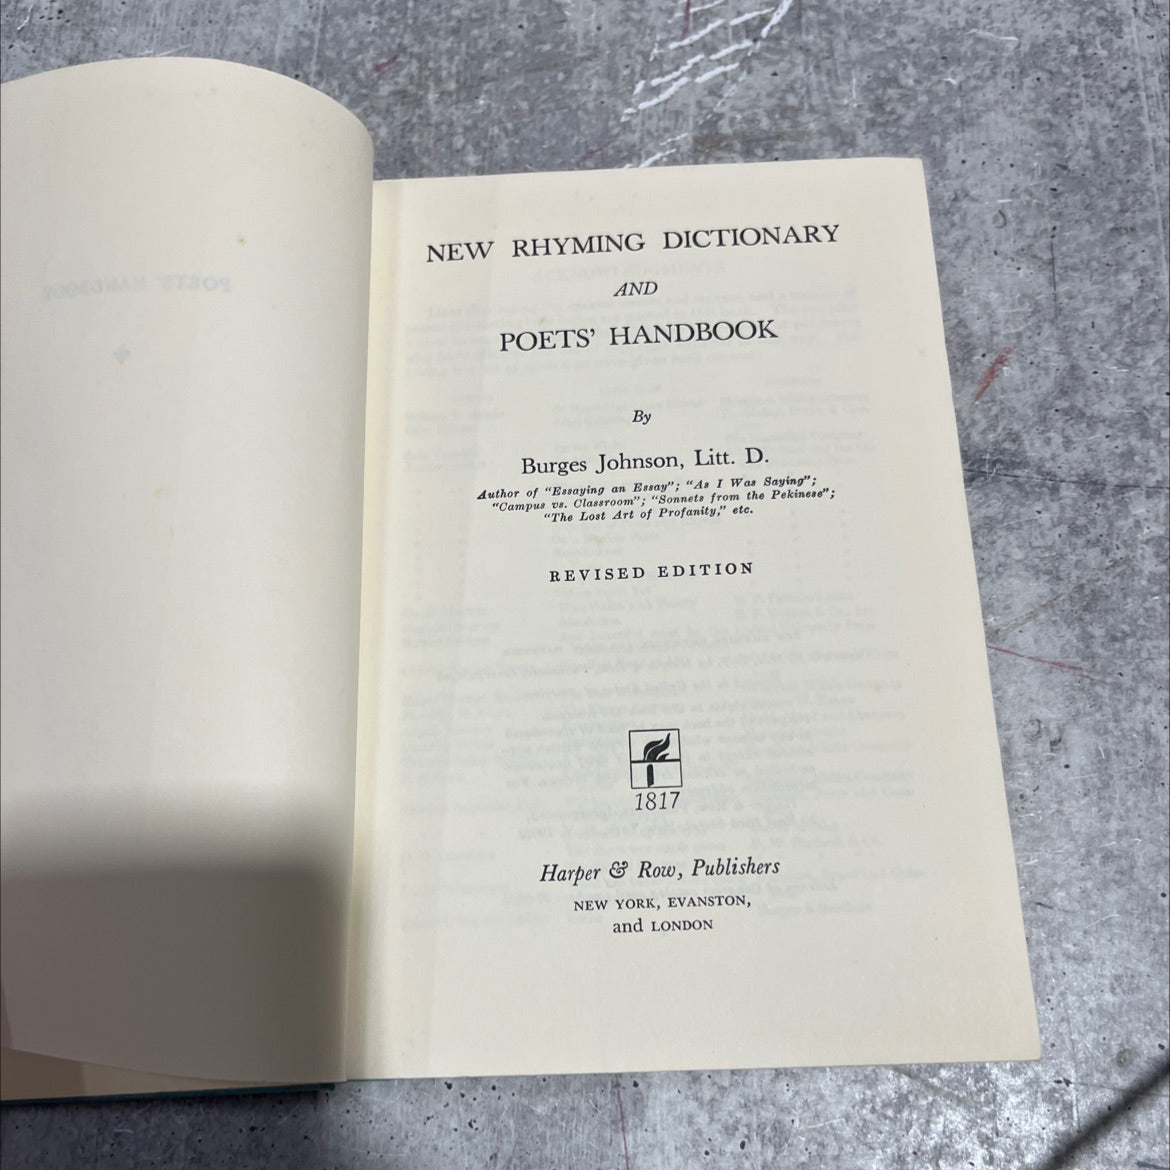 NEW RHYMING DICTIONARY
AND
POETS' HANDBOOK
By
Burges Johnson, Litt. D.
Author of "Essaying an Essay"; "As I Was Saying";
"Campus vs. Classroom"; "Sonnets from the Pekinese";
"The Lost Art of Profanity," etc.
REVISED EDITION
1817
Harper & Row, Publishers
NEW YORK, EVANSTON,
and LONDON